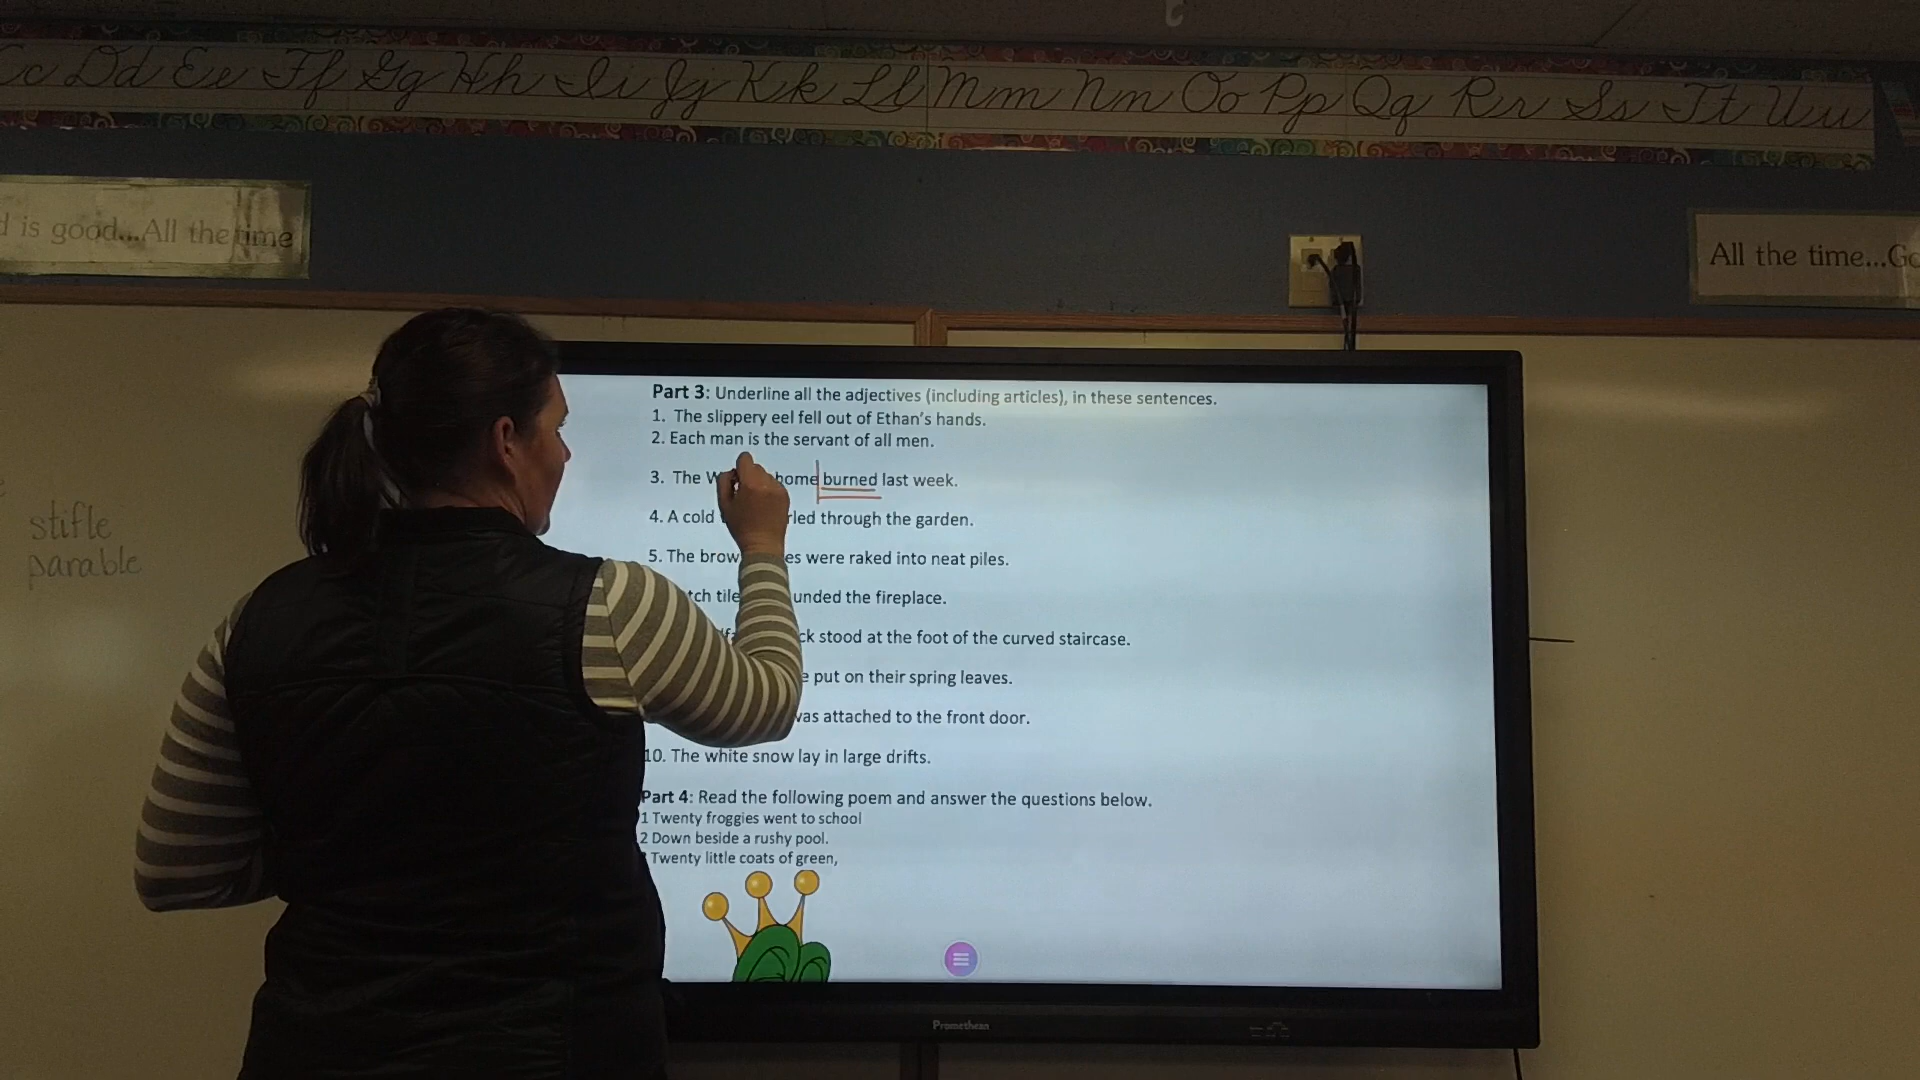 Cc Dd Ee Ff Gg Hh Ii Jj Kk Ll Mm Nn Oo Pp Qq Rr Ss Tt Uu
is good...All the time
All the time...
stifle
parable
Part 3: Underline all the adjectives (including articles), in these sentences.
1. The slippery eel fell out of Ethan's hands.
2. Each man is the servant of all men.
3. The home burned last week.
4. A cold through the garden.
5. The were raked into neat piles.
the fireplace.
stood at the foot of the curved staircase.
put on their spring leaves.
was attached to the front door.
10. The white snow lay in large drifts.
Part 4: Read the following poem and answer the questions below.
1 Twenty froggies went to school
2 Down beside a rushy pool.
Twenty little coats of green,
Promethean